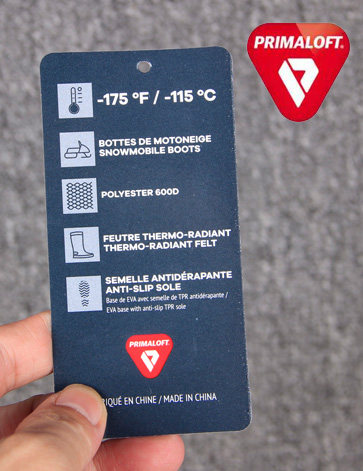 PRIMALOFT®
-175 °F / -115 °C
BOTTES DE MOTONEIGE
SNOWMOBILE BOOTS
POLYESTER 600D
FEUTRE THERMO-RADIANT
THERMO-RADIANT FELT
SEMELLE ANTIDÉRAPANTE
ANTI-SLIP SOLE
Base de EVA avec semelle de TPR antidérapante /
EVA base with anti-slip TPR sole
PRIMALOFT
EN CHINE / MADE IN CHINA